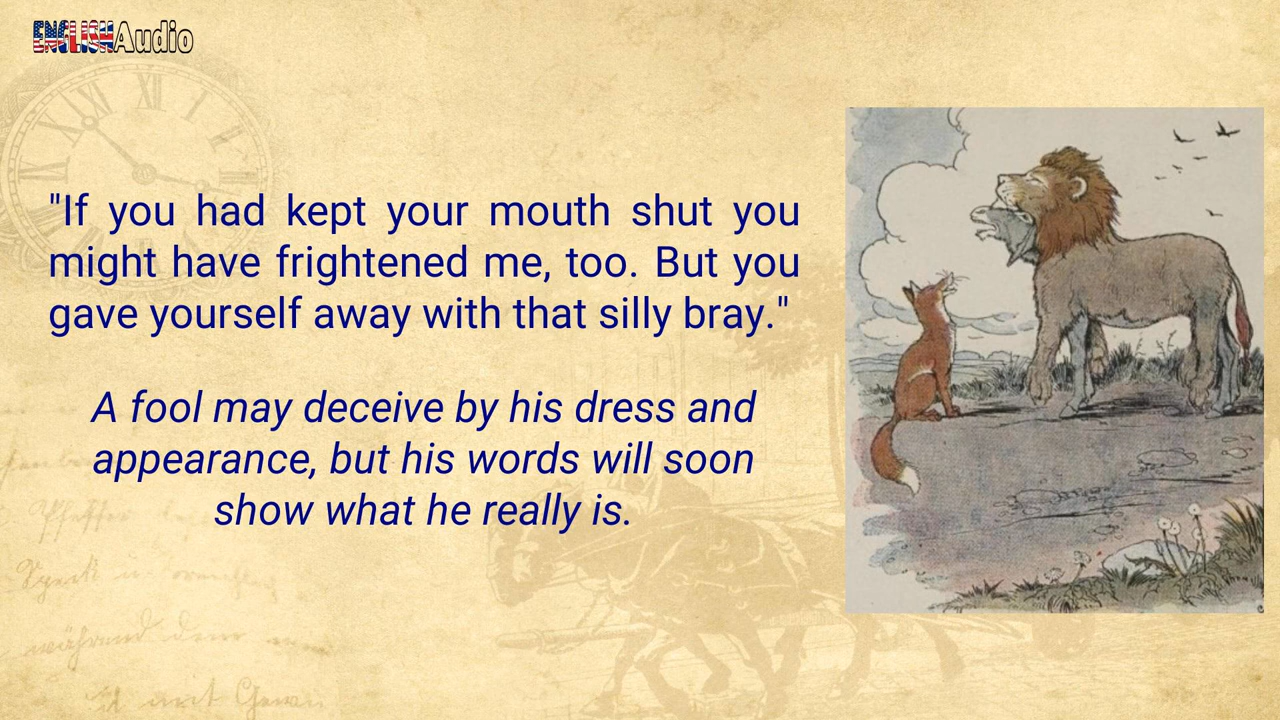 ENGLISHAudio
"If you had kept your mouth shut you
might have frightened me, too. But you
gave yourself away with that silly bray."
A fool may deceive by his dress and
appearance, but his words will soon
show what he really is.